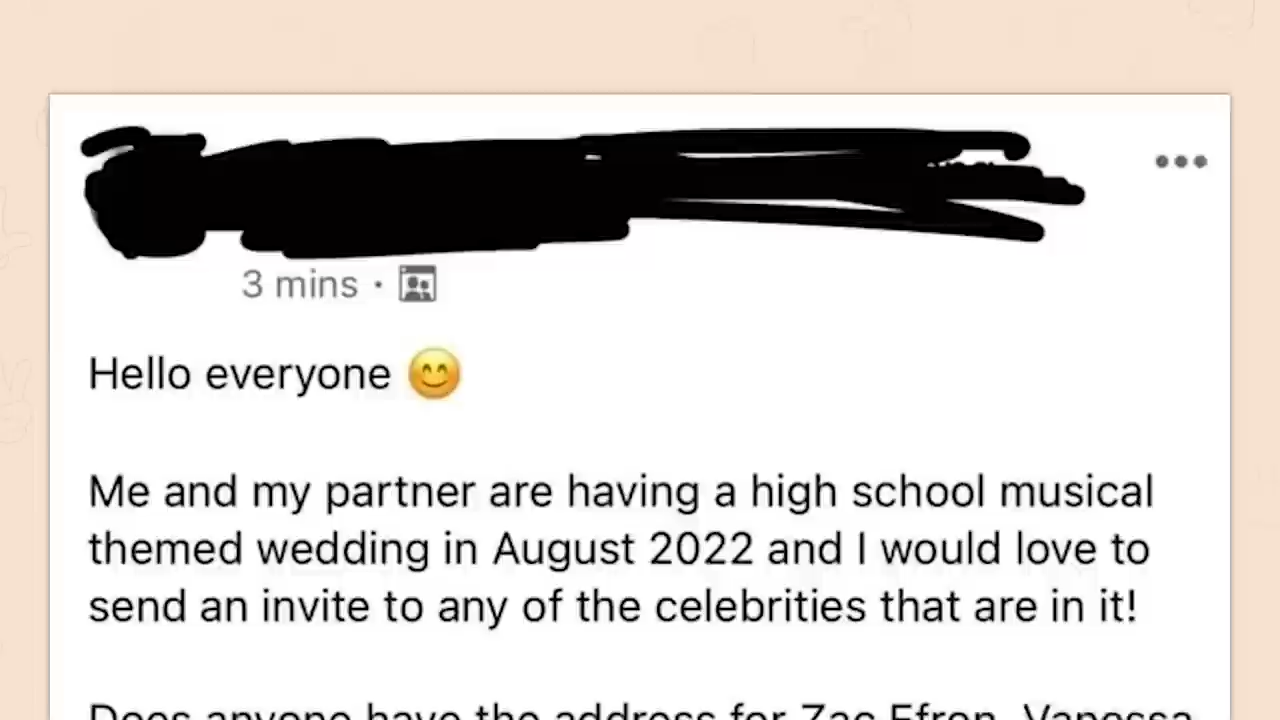 3 mins ·
Hello everyone 😊
Me and my partner are having a high school musical
themed wedding in August 2022 and I would love to
send an invite to any of the celebrities that are in it!
Does anyone have the address for Zac Efron, Vanessa